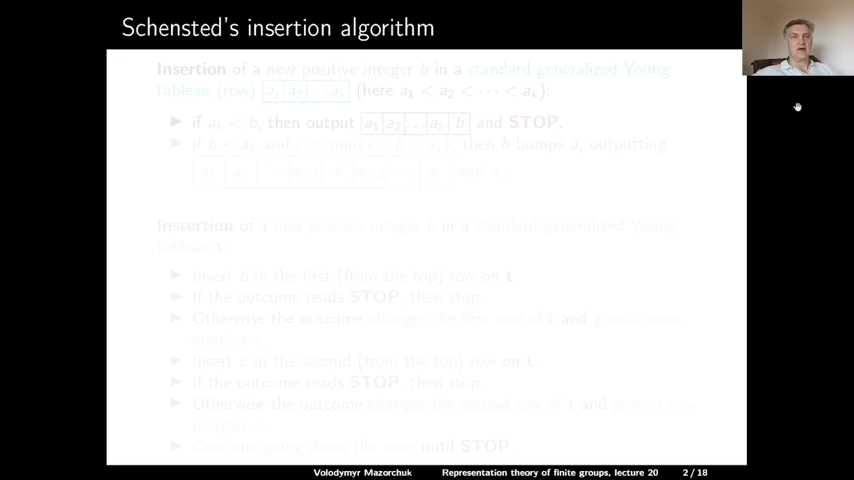 Schensted's insertion algorithm
Insertion of a new positive integer b in a standard generalized Young
tableau (row) a₁ a₂ ... aₖ (here a₁ < a₂ < ⋯ < aₖ):
▶ if aₖ < b, then output a₁ a₂ ... aₖ b and STOP.
▶ if b < aₖ and i := min{s : b < aₛ}, then b bumps aᵢ outputting
a₁ a₂ ... aᵢ₋₁ b aᵢ₊₁ ... aₖ and aᵢ.
Instertion of a new positive integer b in a standard generalized Young
tableau t
▶ Insert b in the first (from the top) row on t
▶ If the outcome reads STOP, then stop
▶ Otherwise the outcome changes the first row of t and gives a new
number c.
▶ Insert c in the second (from the top) row on t.
▶ If the outcome reads STOP, then stop
▶ Otherwise the outcome changes the second row of t and gives a new
number d.
▶ Continue going down the rows until STOP.
Volodymyr Mazorchuk Representation theory of finite groups, lecture 20 2 / 18